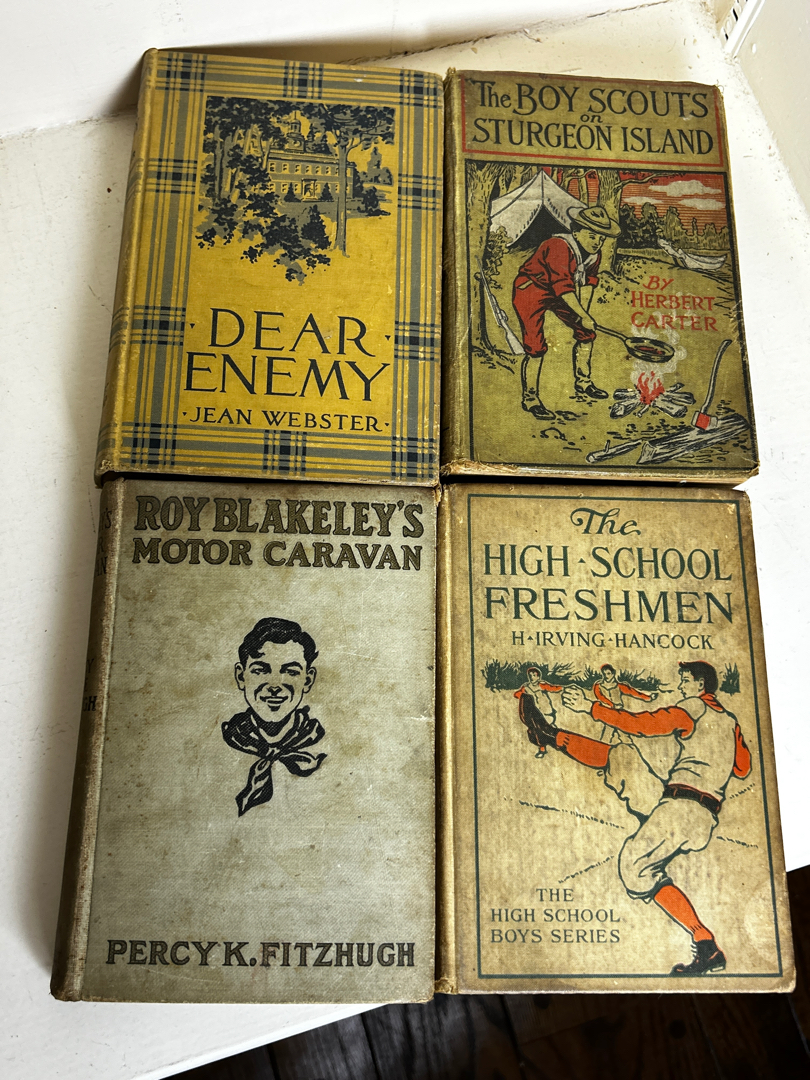 DEAR
ENEMY
·JEAN WEBSTER·
The BOY SCOUTS
on
STURGEON ISLAND
BY
HERBERT
CARTER
ROY BLAKELEY'S
MOTOR CARAVAN
PERCY K. FITZHUGH
The
HIGH·SCHOOL
FRESHMEN
H·IRVING·HANCOCK
THE
HIGH SCHOOL
BOYS SERIES